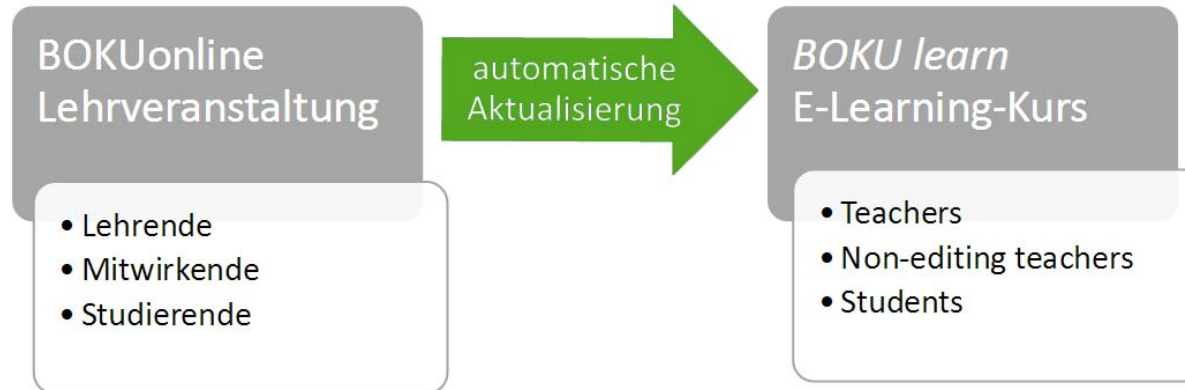 BOKUonline
Lehrveranstaltung
• Lehrende
• Mitwirkende
• Studierende
automatische
Aktualisierung
BOKU learn
E-Learning-Kurs
• Teachers
• Non-editing teachers
• Students